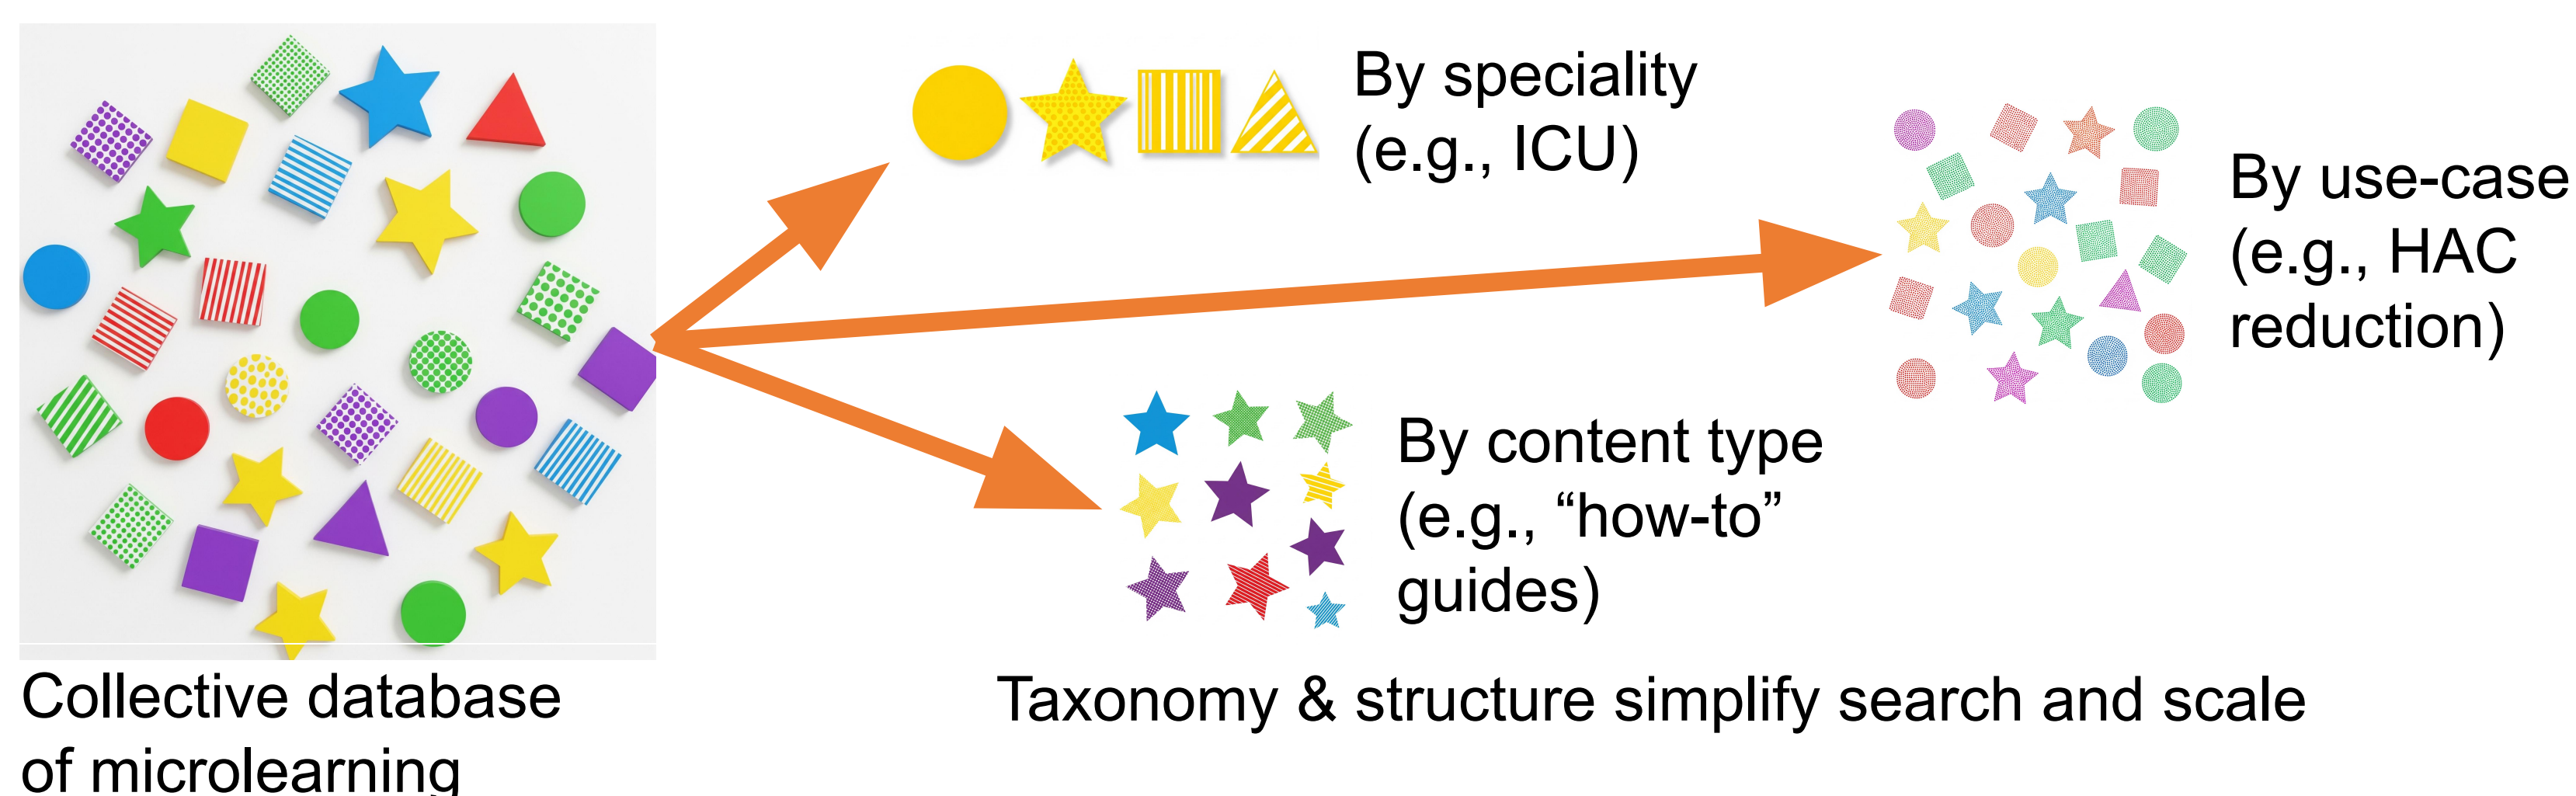 By speciality
(e.g., ICU)
By use-case
(e.g., HAC
reduction)
By content type
(e.g., “how-to”
guides)
Collective database
of microlearning
Taxonomy & structure simplify search and scale